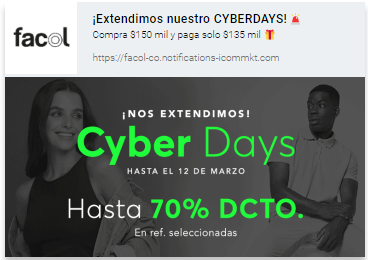 facol
¡Extendimos nuestro CYBERDAYS! 🚨
Compra $150 mil y paga solo $135 mil 🎁
https://facol-co.notifications-icommkt.com
¡NOS EXTENDIMOS!
Cyber Days
HASTA EL 12 DE MARZO
Hasta 70% DCTO.
En ref. seleccionadas